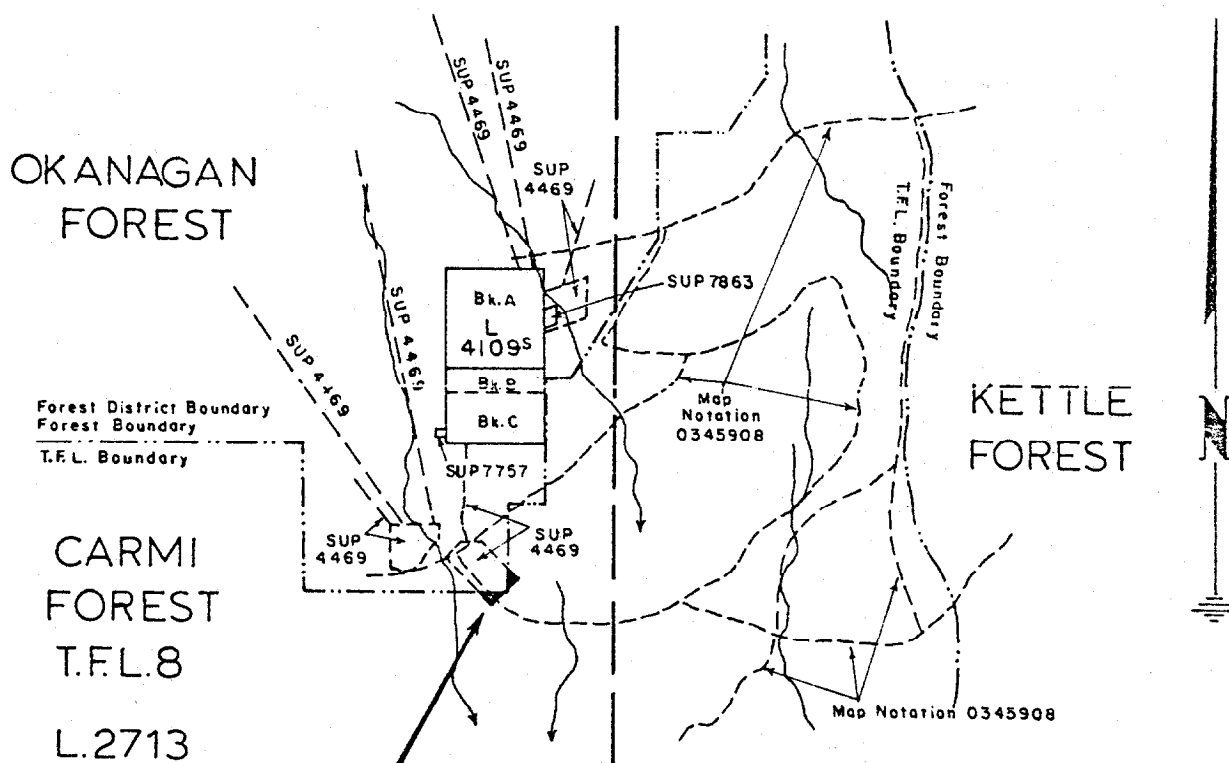 SUP 4469
SUP 4469
SUP
4469
OKANAGAN
FOREST
Forest Boundary
T.F.L. Boundary
SUP 7863
Bk.A
L
4109S
SUP 4469
SUP 4469
Bk.B
Bk.C
Map
Notation
0345908
KETTLE
FOREST
N
Forest District Boundary
Forest Boundary
T.F.L. Boundary
SUP 7757
SUP
4469
SUP
4469
CARMI
FOREST
T.F.L.8
L.2713
Map Notation 0345908